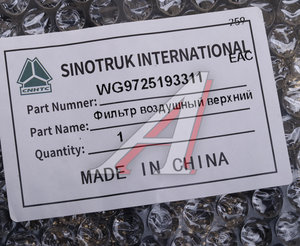 259
SINOTRUK INTERNATIONAL
EAC
CNHTC
Part Numner: WG9725193311
Part Name: Фильтр воздушный верхний
Quantity: 1
MADE IN CHINA